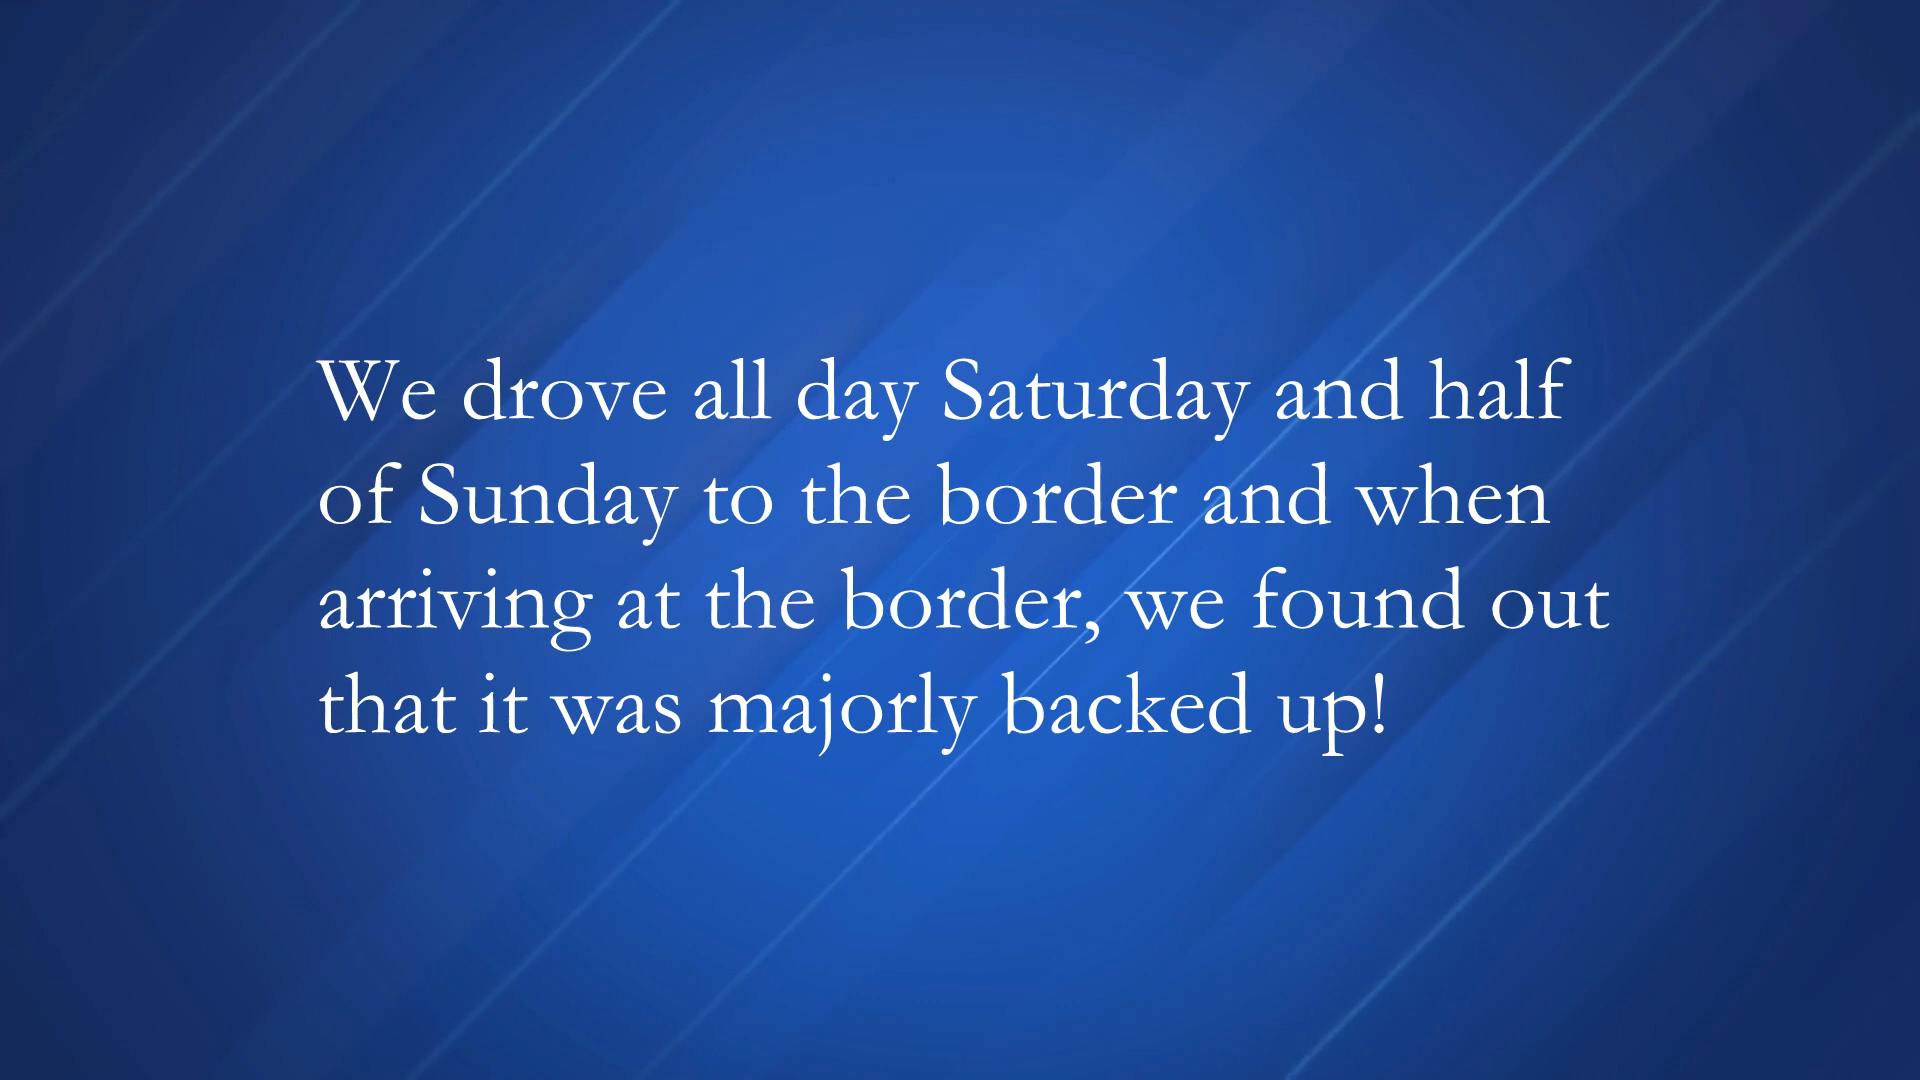 We drove all day Saturday and half
of Sunday to the border and when
arriving at the border, we found out
that it was majorly backed up!